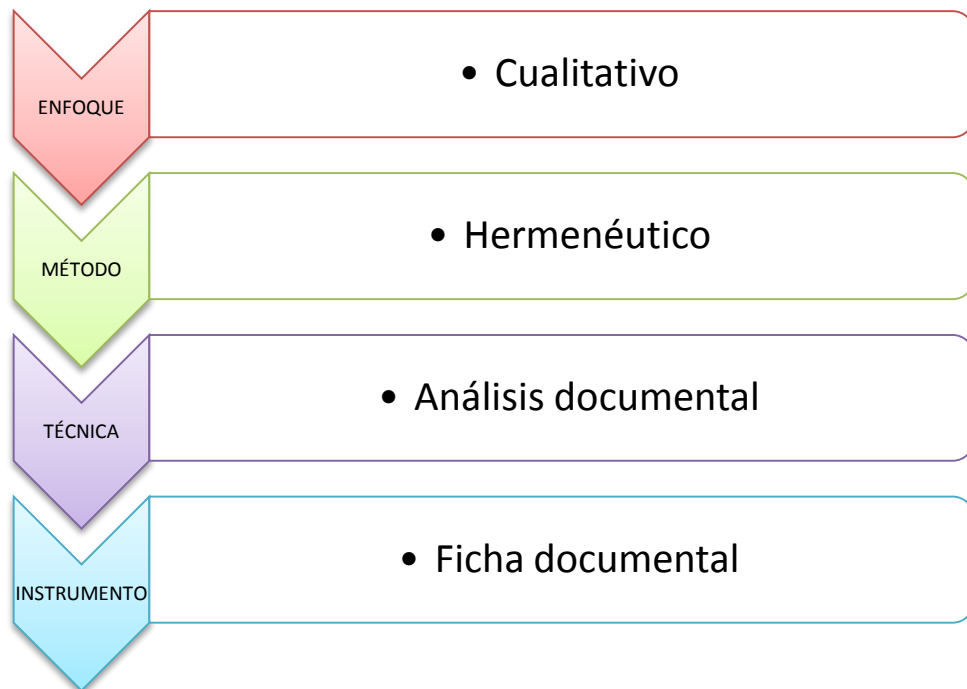 ENFOQUE
• Cualitativo
MÉTODO
• Hermenéutico
TÉCNICA
• Análisis documental
INSTRUMENTO
• Ficha documental